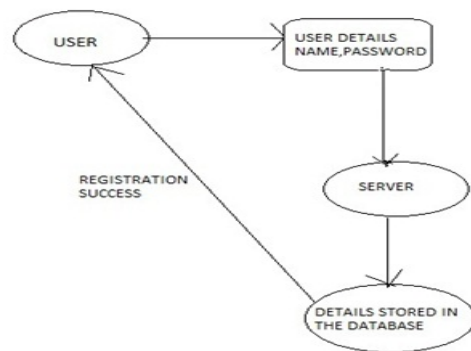 USER
USER DETAILS
NAME,PASSWORD
SERVER
DETAILS STORED IN
THE DATABASE
REGISTRATION
SUCCESS